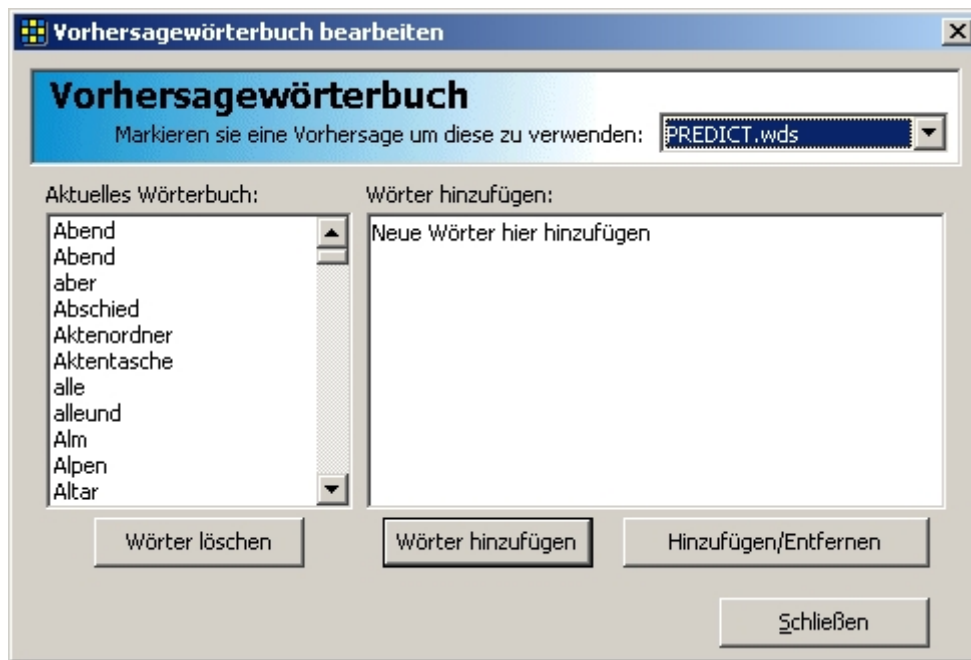 Vorhersagewörterbuch bearbeiten
Vorhersagewörterbuch
Markieren sie eine Vorhersage um diese zu verwenden: PREDICT.wds
Aktuelles Wörterbuch:
Abend
Abend
aber
Abschied
Aktenordner
Aktentasche
alle
alleund
Alm
Alpen
Altar
Wörter hinzufügen:
Neue Wörter hier hinzufügen
Wörter löschen
Wörter hinzufügen
Hinzufügen/Entfernen
Schließen